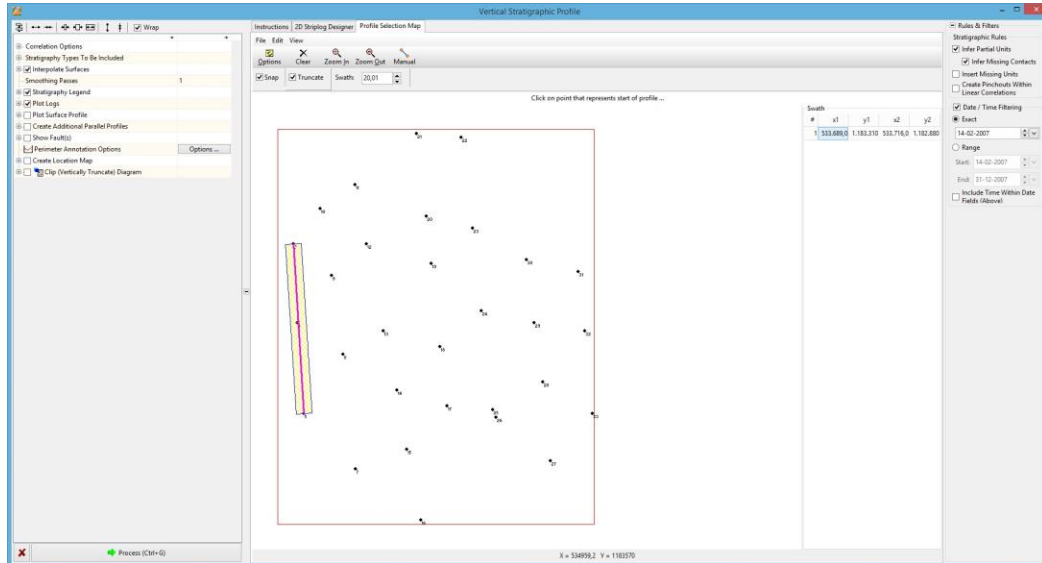 Vertical Stratigraphic Profile
Wrap
Correlation Options
Stratigraphy Types To Be Included
Interpolate Surfaces
Smoothing Passes 1
Stratigraphy Legend
Plot Logs
Plot Surface Profile
Create Additional Parallel Profiles
Show Fault(s)
Perimeter Annotation Options Options ...
Create Location Map
Clip (Vertically Truncate) Diagram
Process (Ctrl+G)
Instructions 2D Striplog Designer Profile Selection Map
File Edit View
Options Clear Zoom In Zoom Out Manual
Snap Truncate Swath: 20,01
Click on point that represents start of profile ...
Swath
# x1 y1 x2 y2
1 533.689,0 1.183.310 533.716,0 1.182.880
X = 534959,2 Y = 1183570
Rules & Filters
Stratigraphic Rules
Infer Partial Units
Infer Missing Contacts
Insert Missing Units
Create Pinchouts Within
Linear Correlations
Date / Time Filtering
Exact
14-02-2007
Range
Start: 14-02-2007
End: 31-12-2007
Include Time Within Date
Fields (Above)